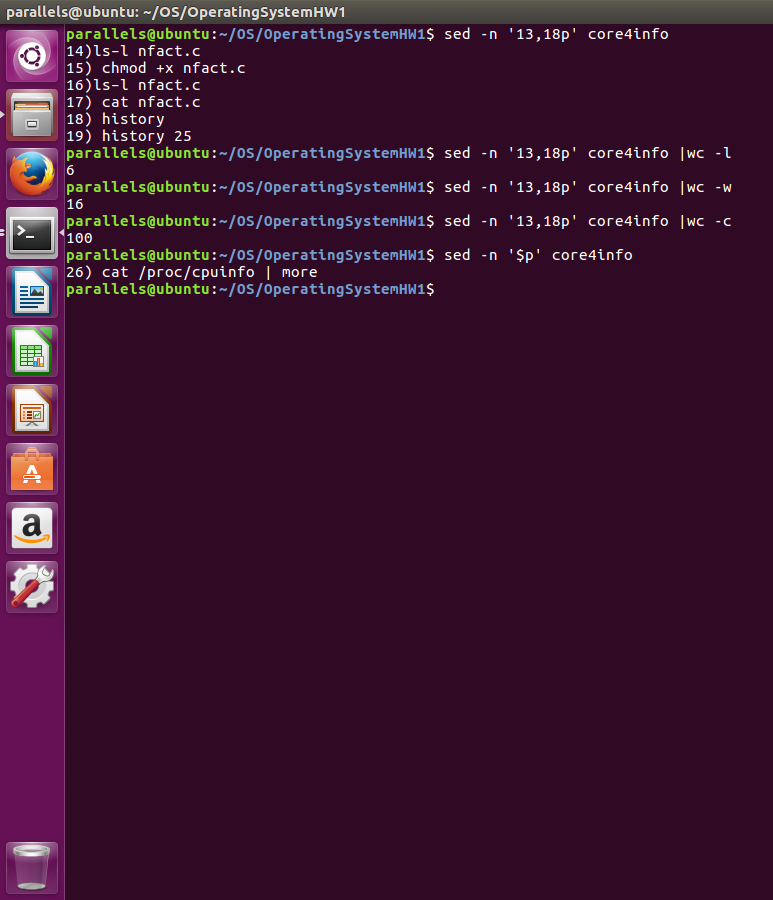 parallels@ubuntu: ~/OS/OperatingSystemHW1
parallels@ubuntu:~/OS/OperatingSystemHW1$ sed -n '13,18p' core4info
14)ls-l nfact.c
15) chmod +x nfact.c
16)ls-l nfact.c
17) cat nfact.c
18) history
19) history 25
parallels@ubuntu:~/OS/OperatingSystemHW1$ sed -n '13,18p' core4info |wc -l
6
parallels@ubuntu:~/OS/OperatingSystemHW1$ sed -n '13,18p' core4info |wc -w
16
parallels@ubuntu:~/OS/OperatingSystemHW1$ sed -n '13,18p' core4info |wc -c
100
parallels@ubuntu:~/OS/OperatingSystemHW1$ sed -n '$p' core4info
26) cat /proc/cpuinfo | more
parallels@ubuntu:~/OS/OperatingSystemHW1$